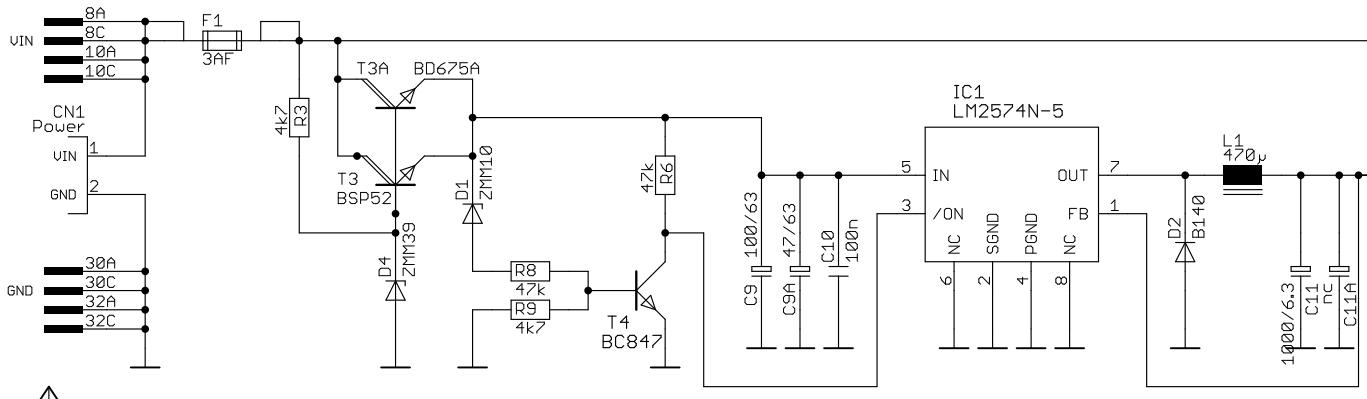 8A
VIN
8C
10A
10C
F1
3AF
CN1
Power
VIN
1
GND
2
GND
30A
30C
32A
32C
4k7
R3
T3A
BD675A
T3
BSP52
D4
ZMM39
D1
ZMM10
R8
47k
R9
4k7
47k
R6
T4
BC847
C9
100/63
C9A
47/63
C10
100n
IC1
LM2574N-5
5
IN
OUT
7
3
/ON
FB
1
NC
SGND
PGND
NC
6
2
4
8
L1
470µ
D2
B140
1000/6.3
C11
nc
C11A